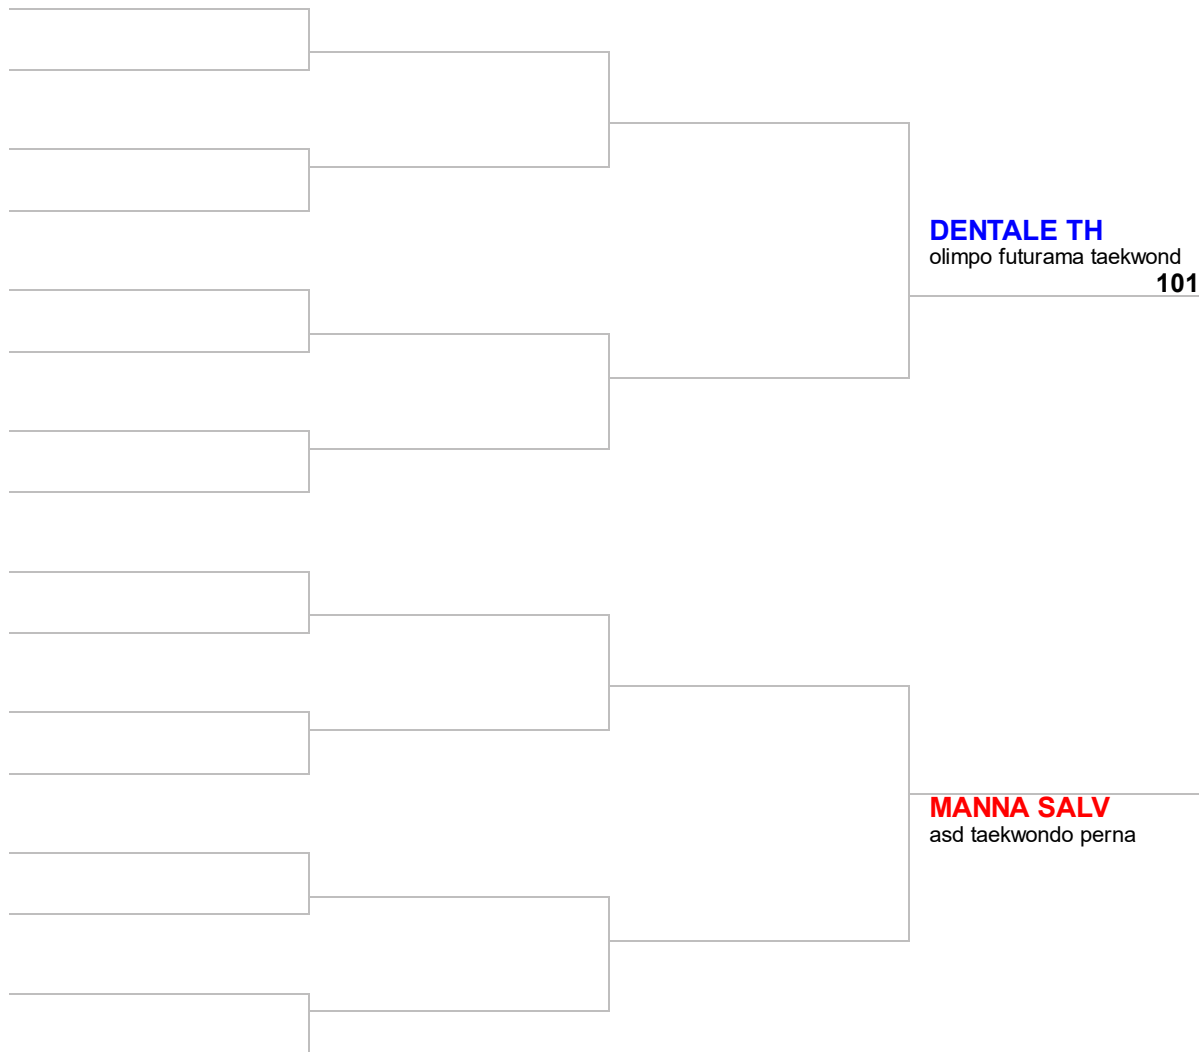 DENTALE TH
olimpo futurama taekwond
101
MANNA SALV
asd taekwondo perna